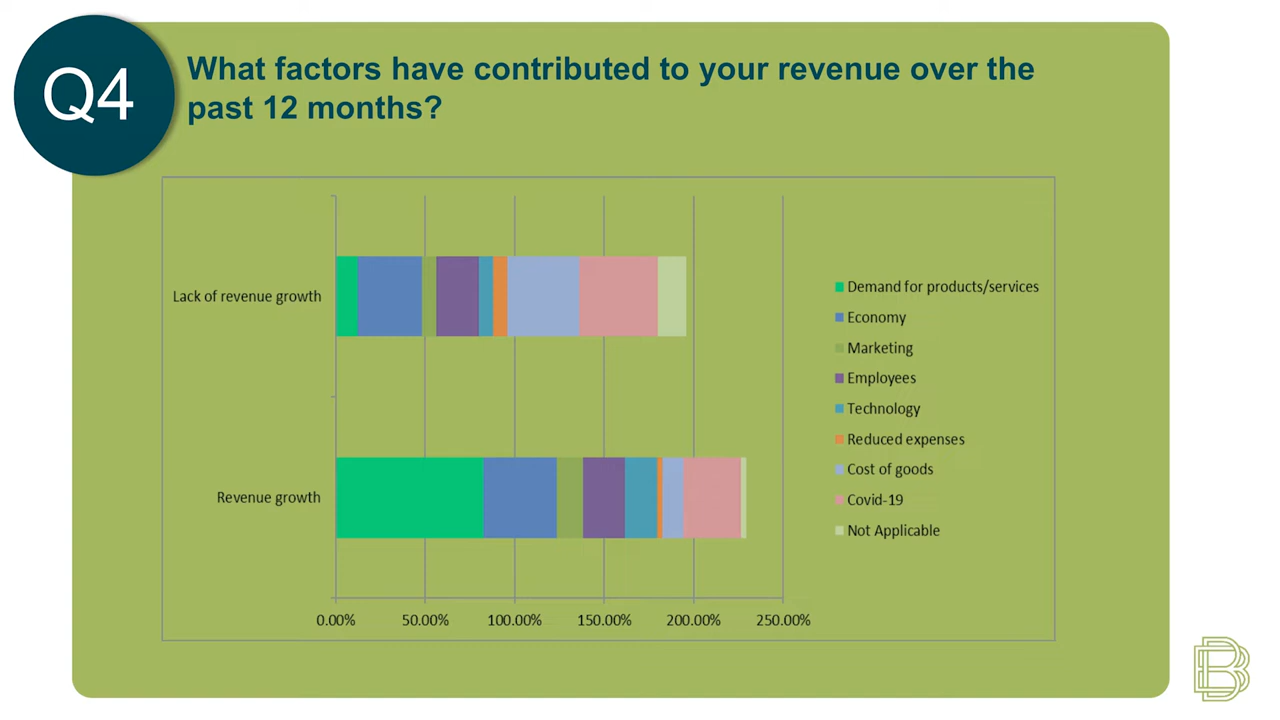 Q4
What factors have contributed to your revenue over the
past 12 months?
Lack of revenue growth
Revenue growth
0.00% 50.00% 100.00% 150.00% 200.00% 250.00%
Demand for products/services
Economy
Marketing
Employees
Technology
Reduced expenses
Cost of goods
Covid-19
Not Applicable
B